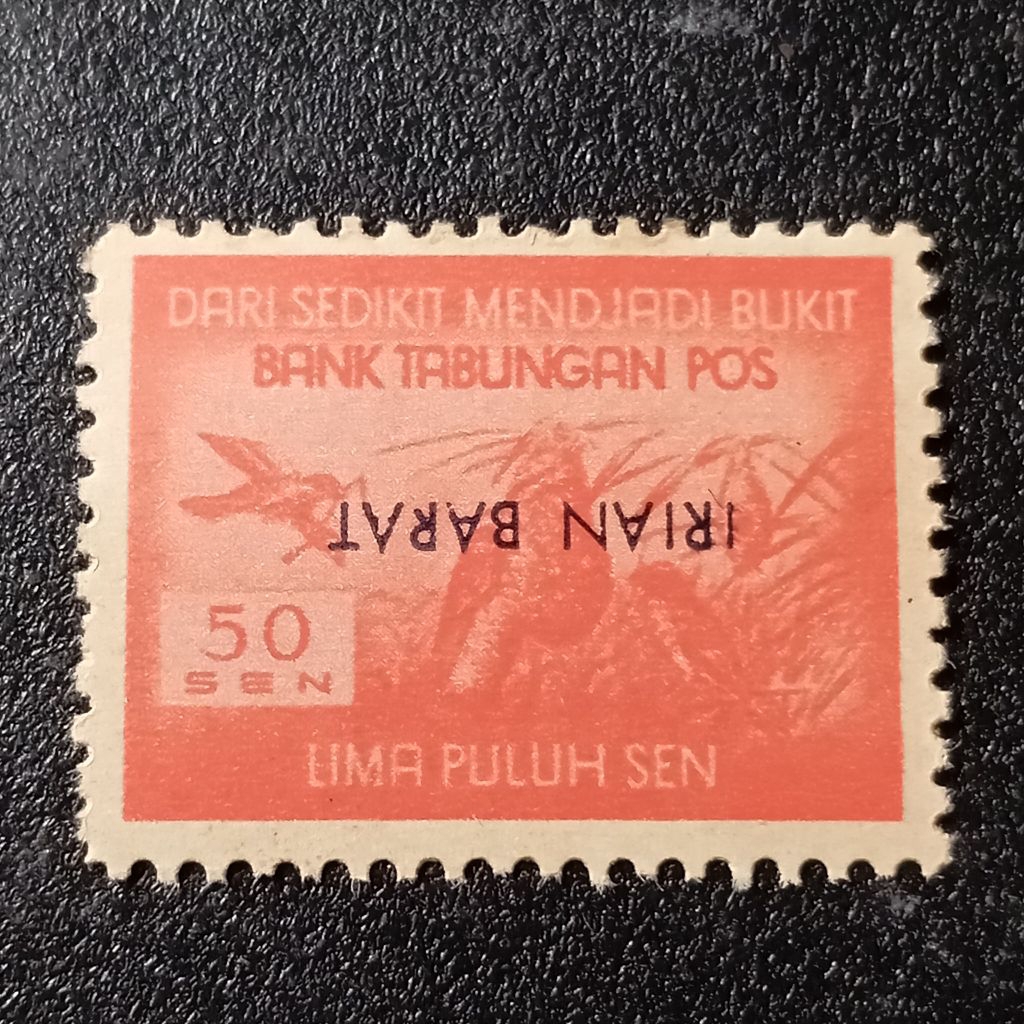 DARI SEDIKIT MENDJADI BUKIT
BANK TABUNGAN POS
IRIAN BARAT
50
SEN
LIMA PULUH SEN